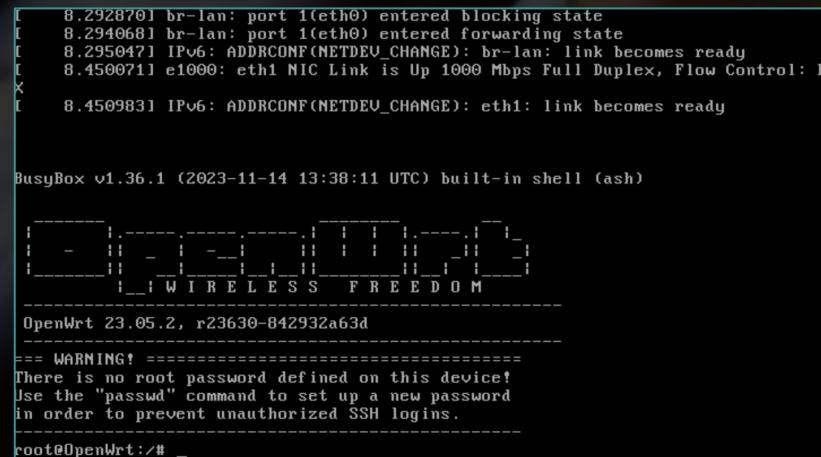 [    8.292870] br-lan: port 1(eth0) entered blocking state
[    8.294068] br-lan: port 1(eth0) entered forwarding state
[    8.295047] IPv6: ADDRCONF(NETDEV_CHANGE): br-lan: link becomes ready
[    8.450071] e1000: eth1 NIC Link is Up 1000 Mbps Full Duplex, Flow Control:
X
[    8.450983] IPv6: ADDRCONF(NETDEV_CHANGE): eth1: link becomes ready
BusyBox v1.36.1 (2023-11-14 13:38:11 UTC) built-in shell (ash)
OpenWrt
W I R E L E S S   F R E E D O M
-----------------------------------------------------
OpenWrt 23.05.2, r23630-842932a63d
-----------------------------------------------------
=== WARNING! =====================================
There is no root password defined on this device!
Use the "passwd" command to set up a new password
in order to prevent unauthorized SSH logins.
--------------------------------------------------
root@OpenWrt:/# _